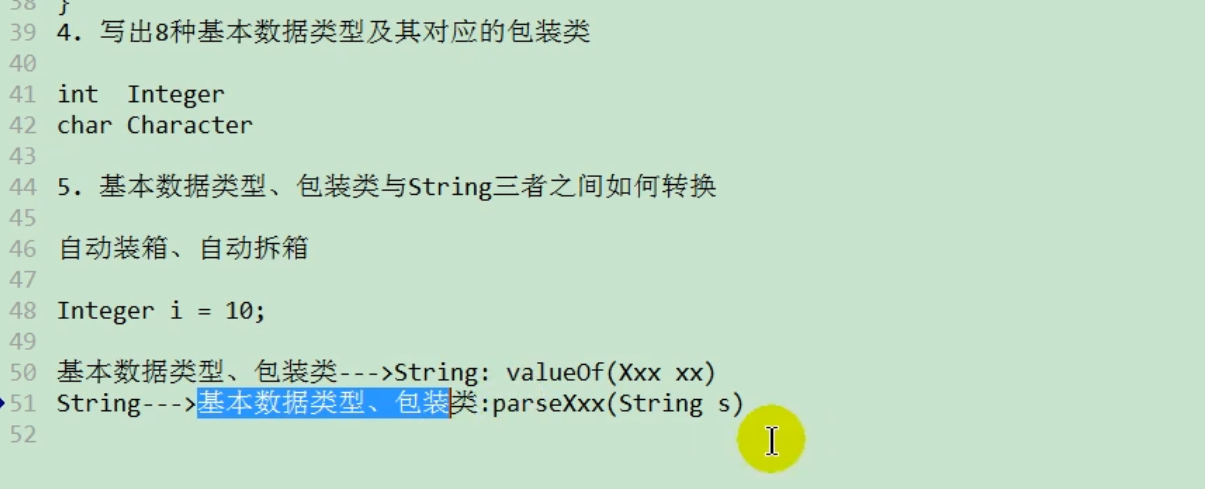 38 }
39 4. 写出8种基本数据类型及其对应的包装类
40
41 int  Integer
42 char Character
43
44 5. 基本数据类型、包装类与String三者之间如何转换
45
46 自动装箱、自动拆箱
47
48 Integer i = 10;
49
50 基本数据类型、包装类--->String: valueOf(Xxx xx)
51 String--->基本数据类型、包装类:parseXxx(String s)
52